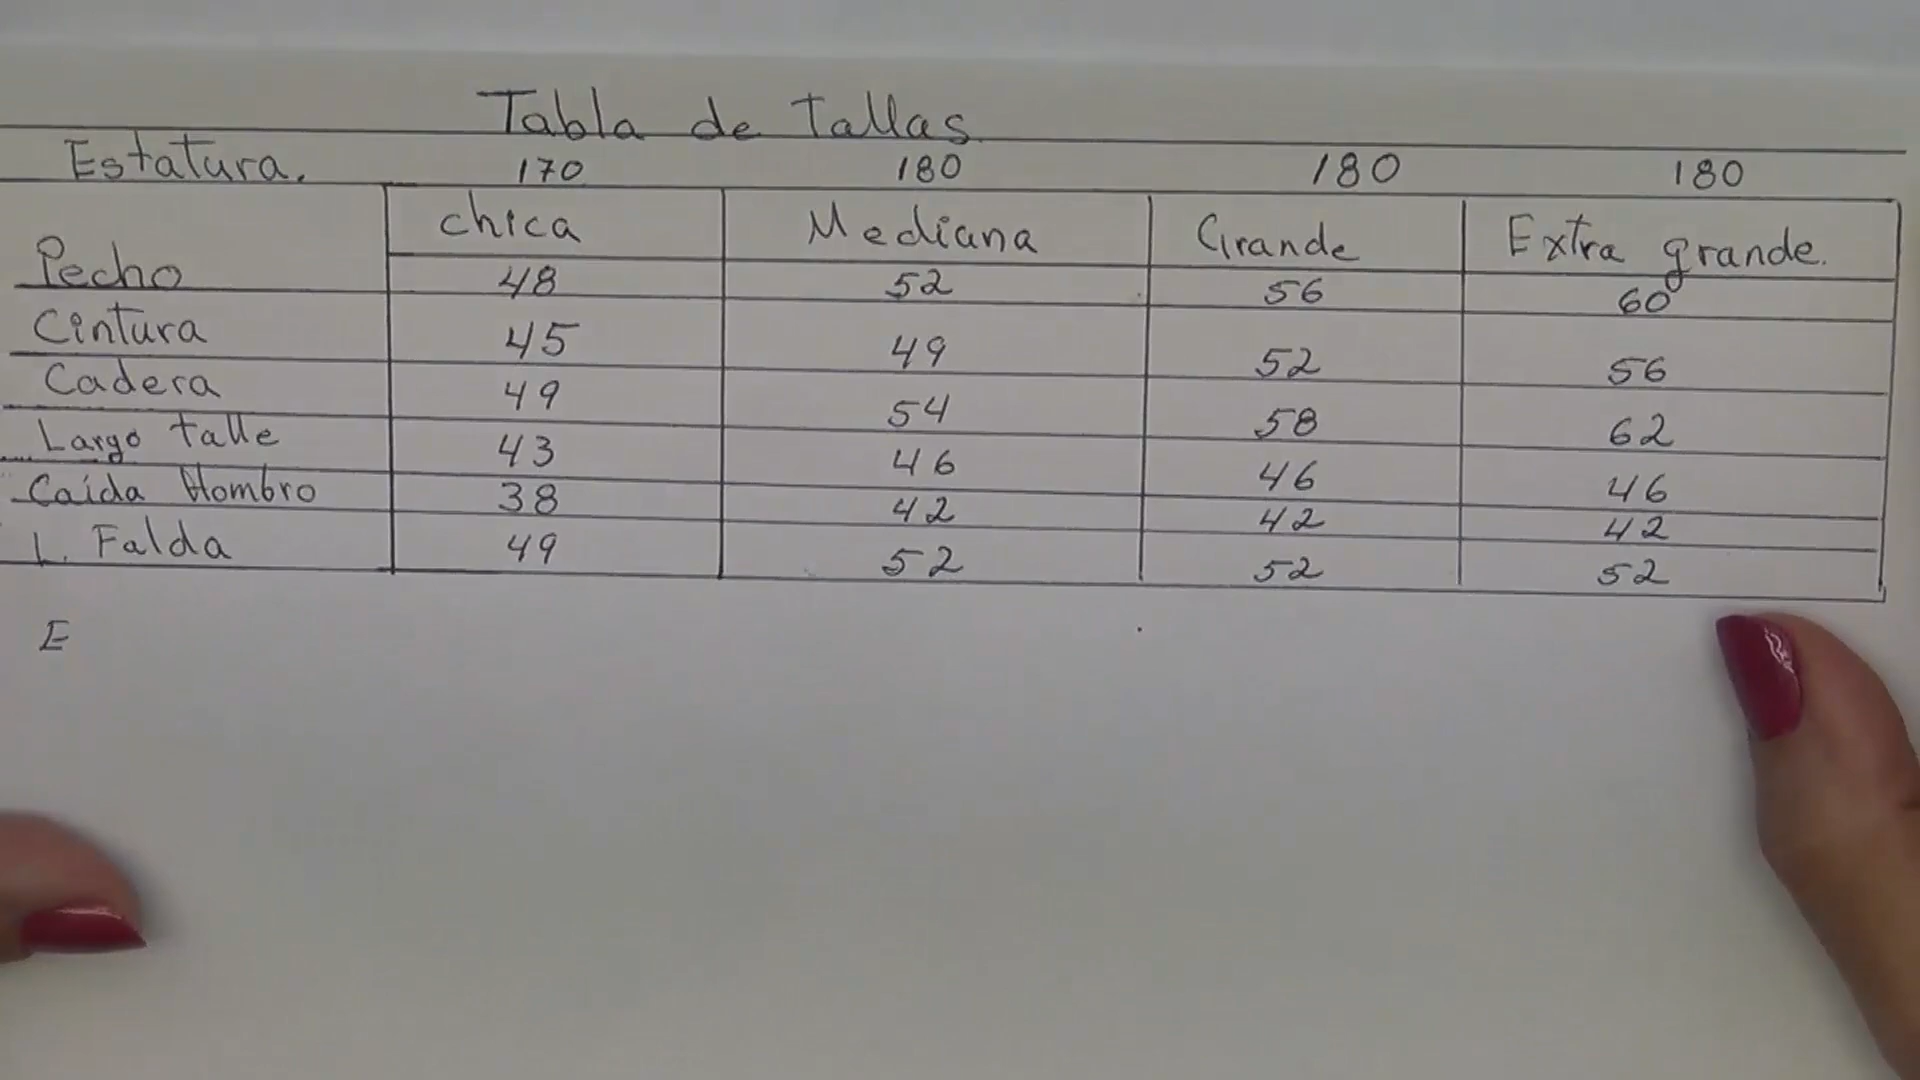 Tabla de Tallas
Estatura. 170 180 180 180
chica Mediana Grande Extra grande.
Pecho 48 52 56 60
Cintura 45 49 52 56
Cadera 49 54 58 62
Largo talle 43 46 46 46
Caída Hombro 38 42 42 42
L. Falda 49 52 52 52
E